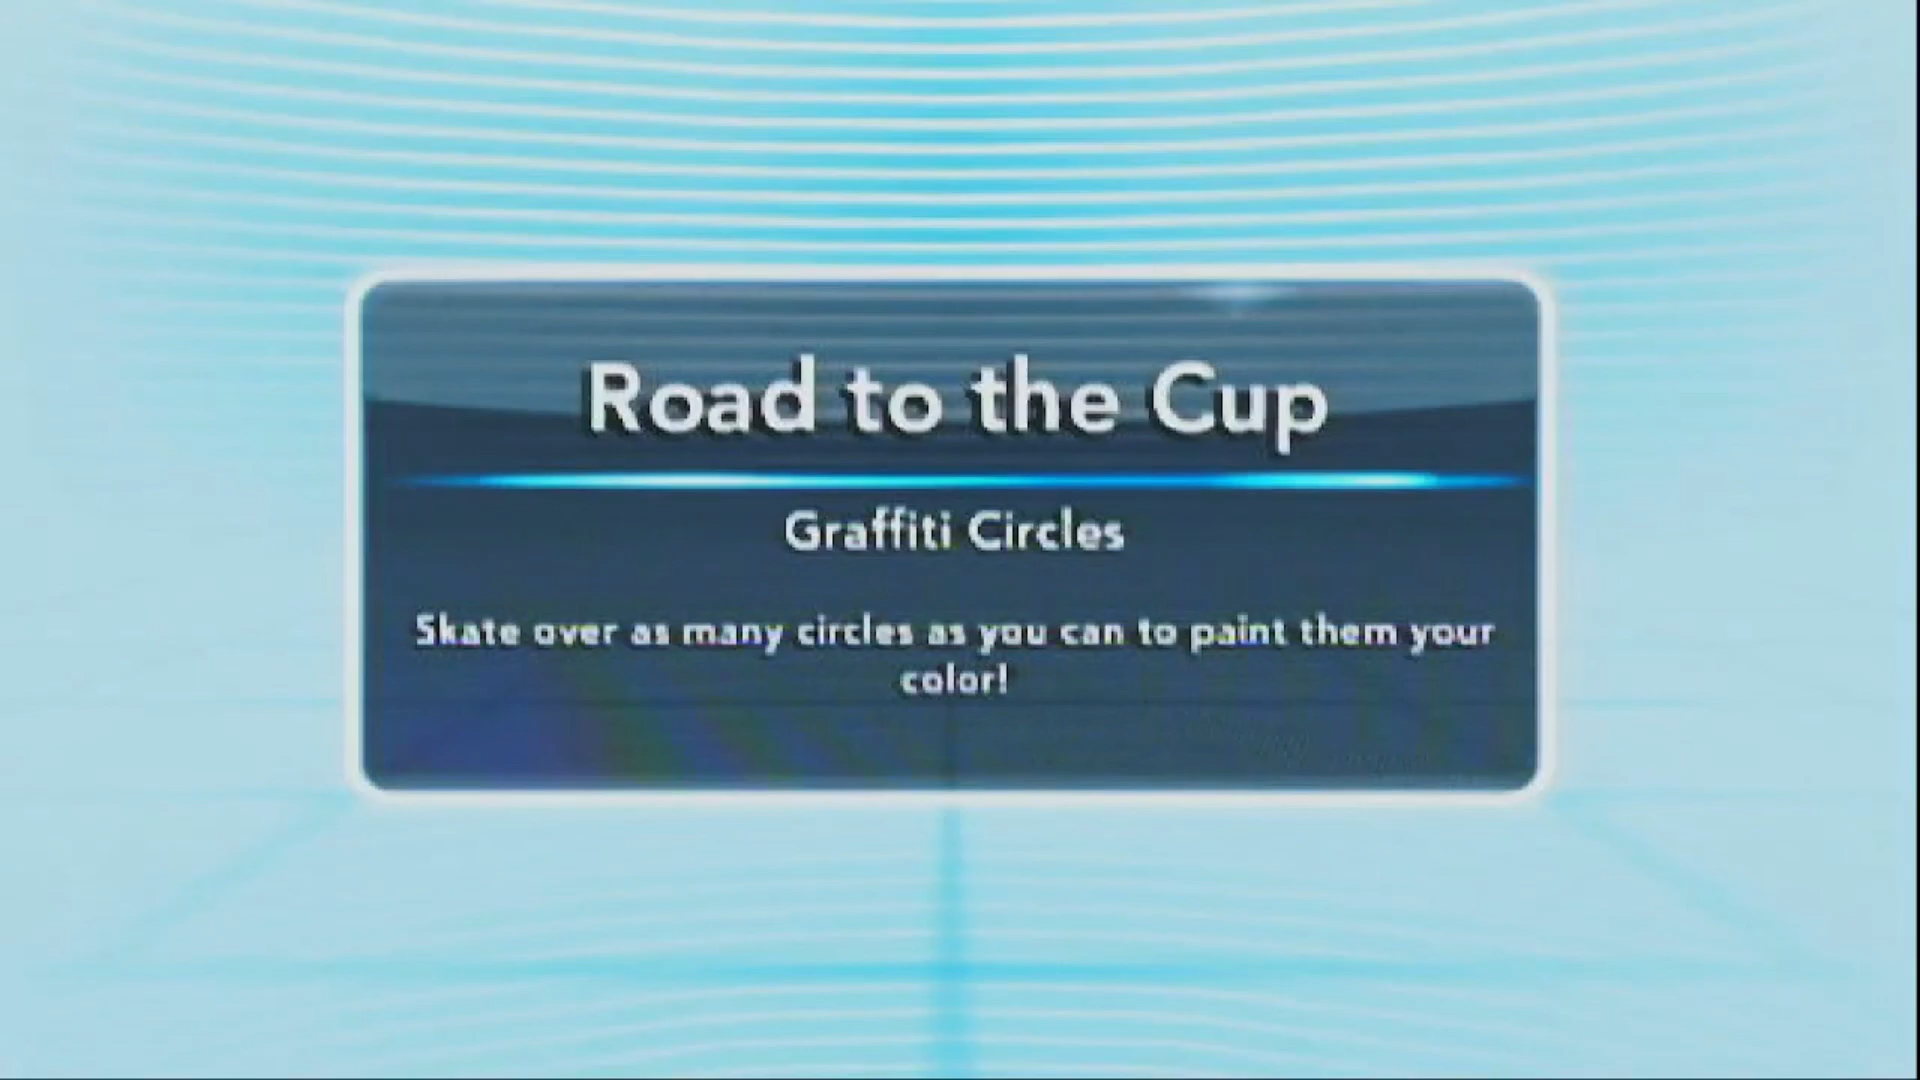 Road to the Cup
Graffiti Circles
Skate over as many circles as you can to paint them your
color!